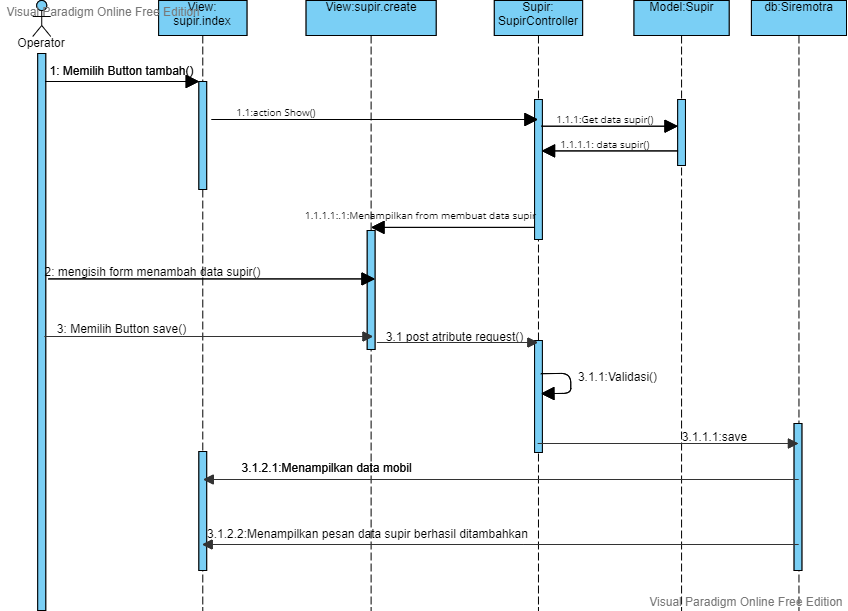 Visual Paradigm Online Free Edition
View:
supir.index
View:supir.create
Supir:
SupirController
Model:Supir
db:Siremotra
Operator
1: Memilih Button tambah()
1.1:action Show()
1.1.1:Get data supir()
1.1.1.1: data supir()
1.1.1.1:.1:Menampilkan from membuat data supir
2: mengisih form menambah data supir()
3: Memilih Button save()
3.1 post atribute request()
3.1.1:Validasi()
3.1.1.1:save
3.1.2.1:Menampilkan data mobil
3.1.2.2:Menampilkan pesan data supir berhasil ditambahkan
Visual Paradigm Online Free Edition